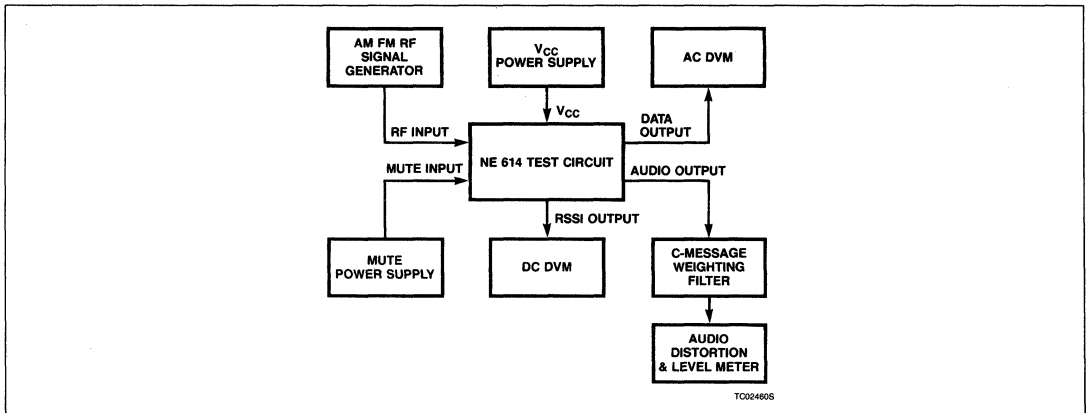 AM FM RF
SIGNAL
GENERATOR
VCC
POWER SUPPLY
AC DVM
VCC
RF INPUT
DATA
OUTPUT
NE 614 TEST CIRCUIT
MUTE INPUT
AUDIO OUTPUT
RSSI OUTPUT
MUTE
POWER SUPPLY
DC DVM
C-MESSAGE
WEIGHTING
FILTER
AUDIO
DISTORTION
& LEVEL METER
TC02460S